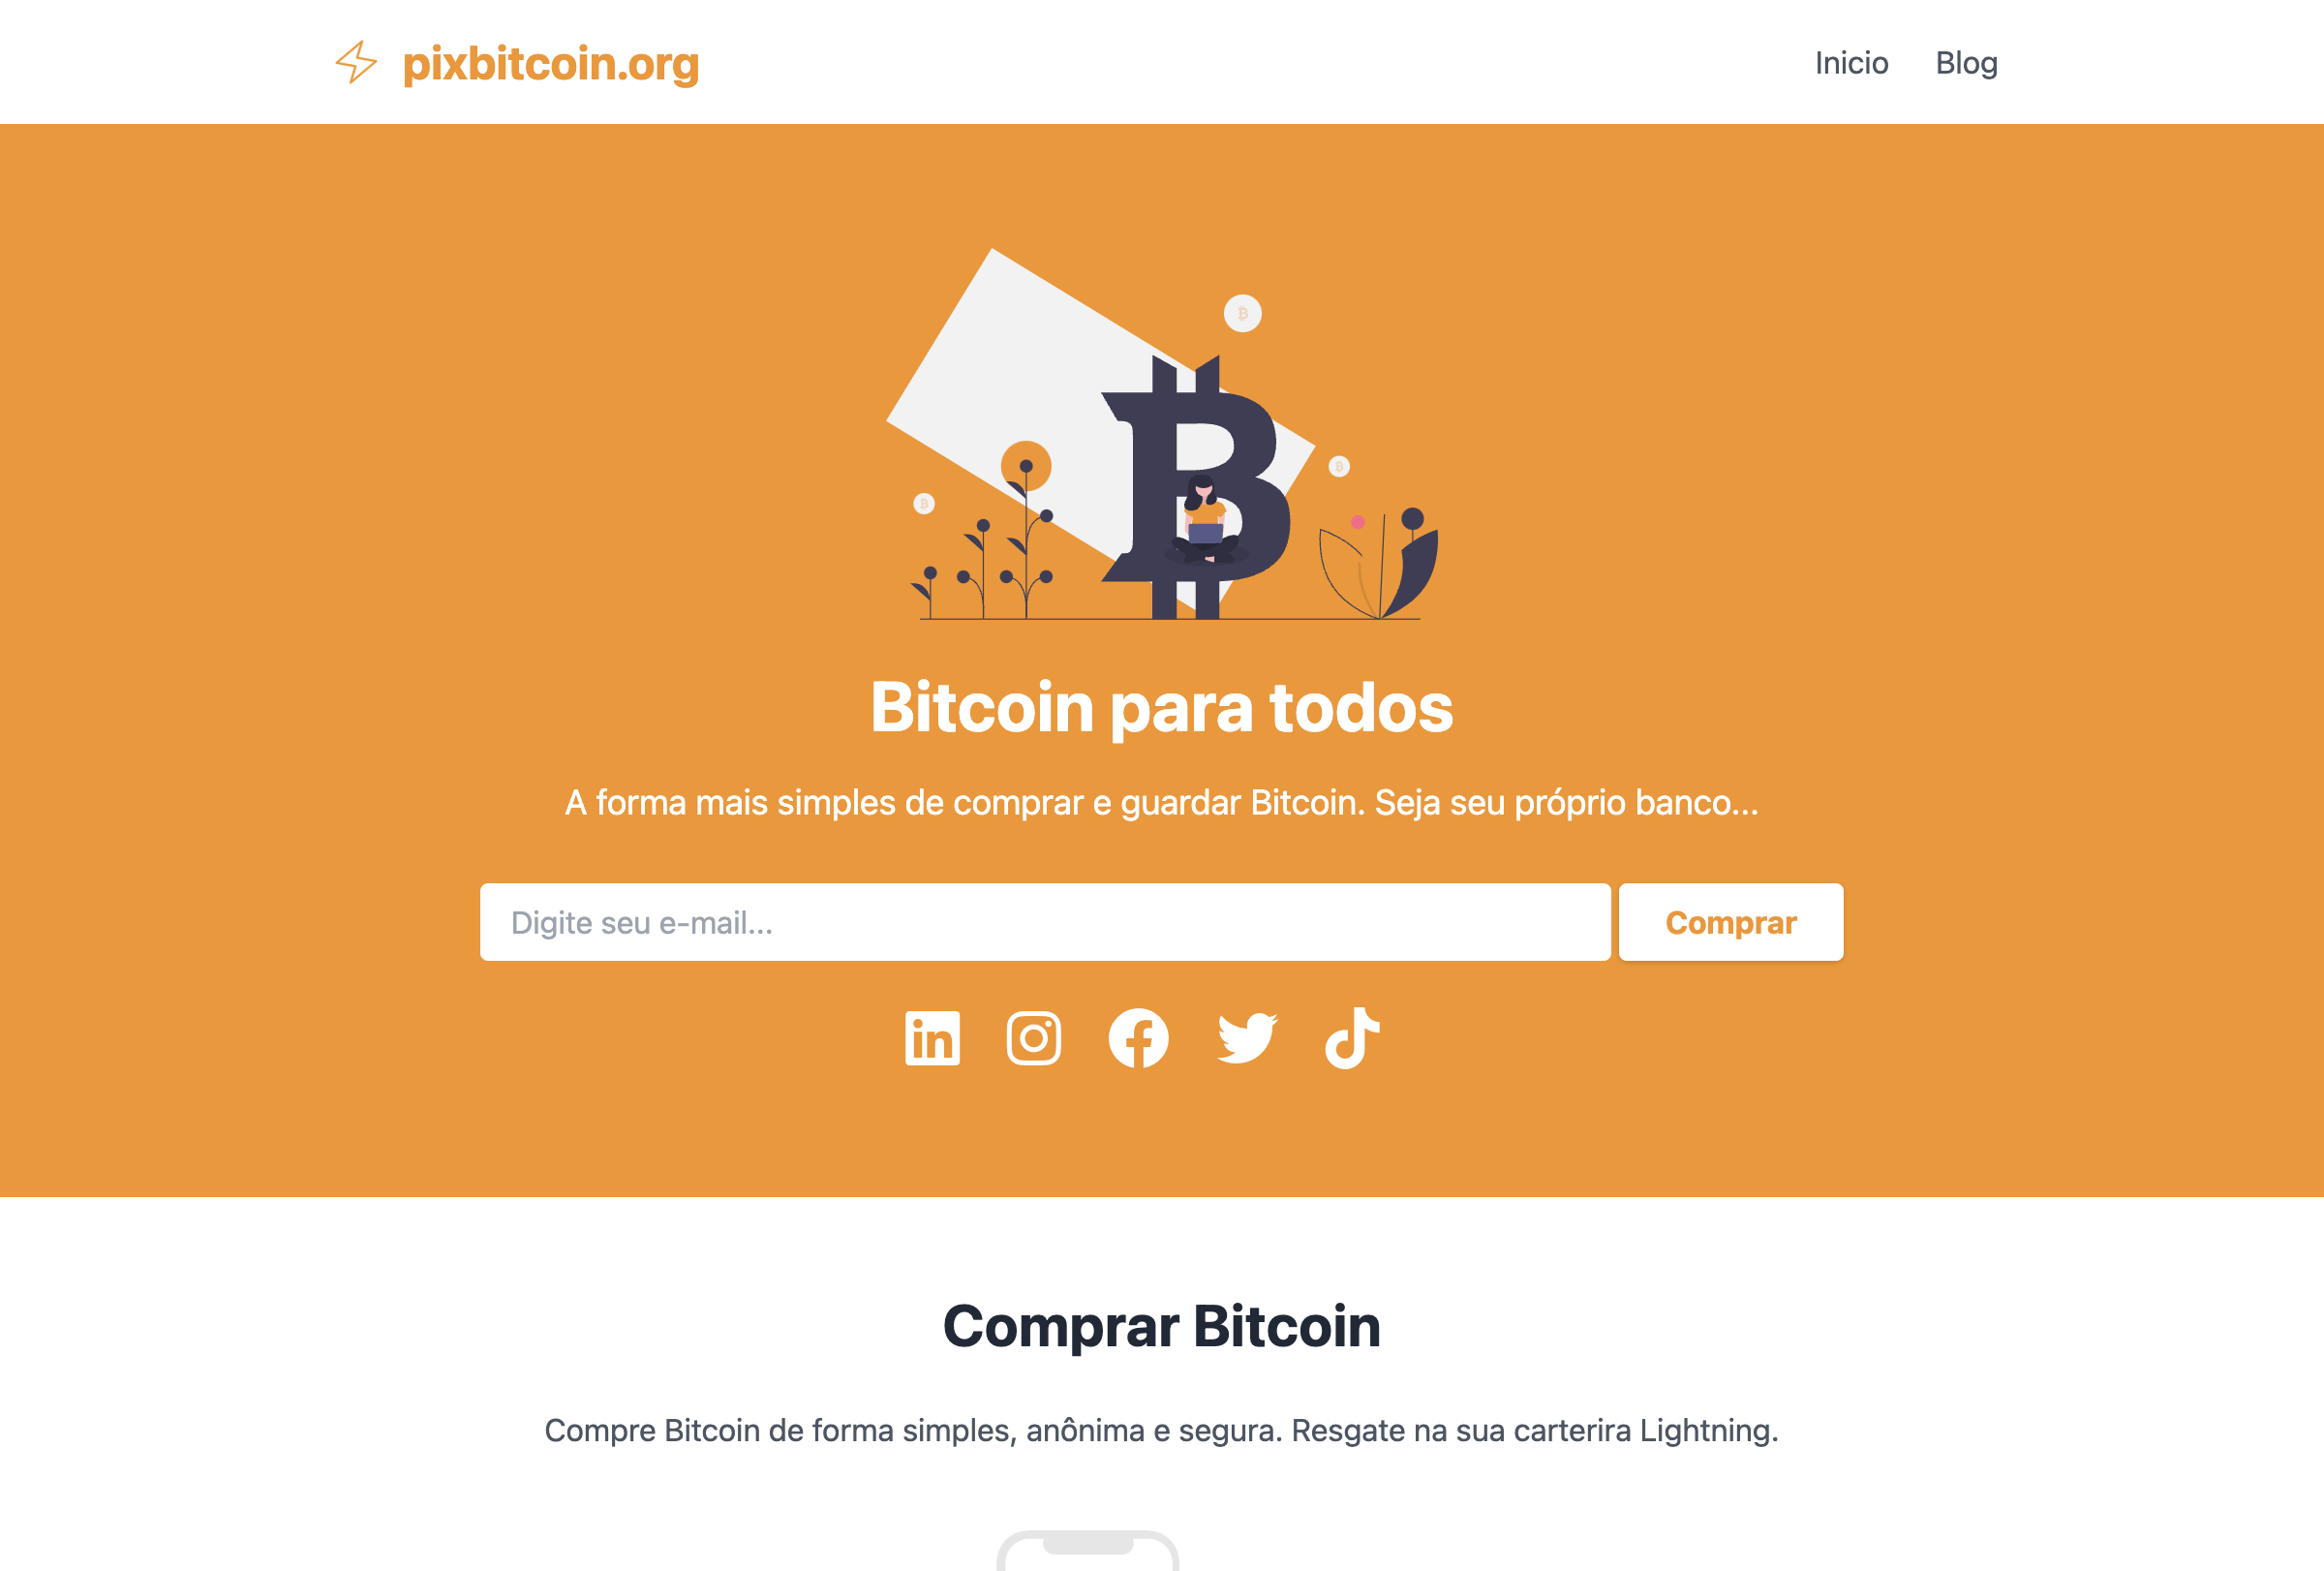 pixbitcoin.org
Inicio
Blog
Bitcoin para todos
A forma mais simples de comprar e guardar Bitcoin. Seja seu próprio banco...
Digite seu e-mail...
Comprar
Comprar Bitcoin
Compre Bitcoin de forma simples, anônima e segura. Resgate na sua carterira Lightning.